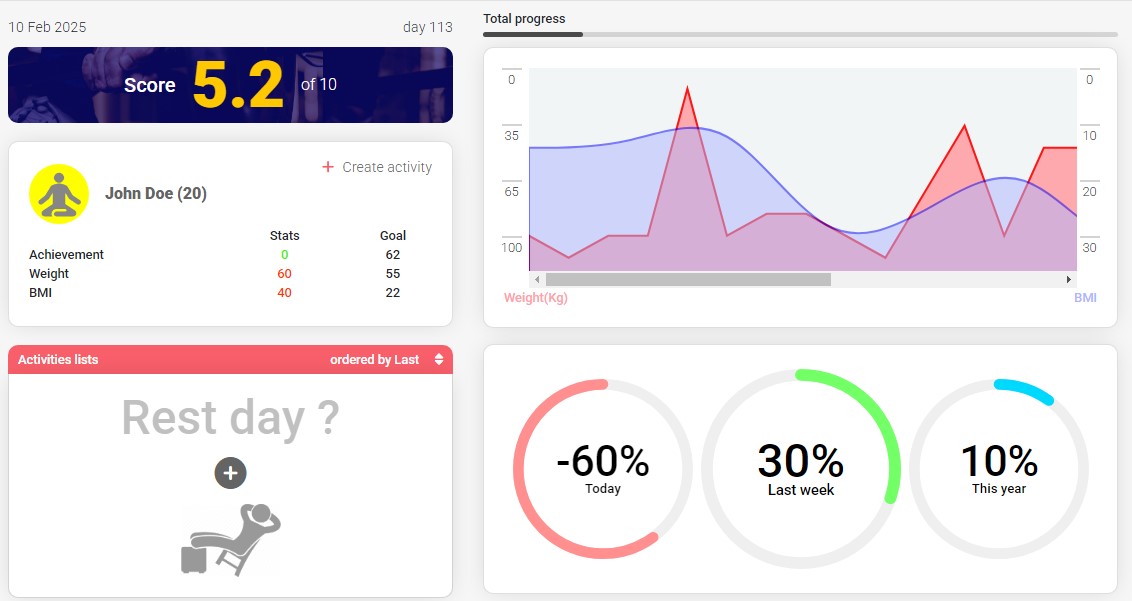 10 Feb 2025
day 113
Score 5.2 of 10
+ Create activity
John Doe (20)
Stats Goal
Achievement 0 62
Weight 60 55
BMI 40 22
Activities lists ordered by Last
Rest day ?
+
Total progress
0 0
35 10
65 20
100 30
Weight(Kg) BMI
-60%
Today
30%
Last week
10%
This year